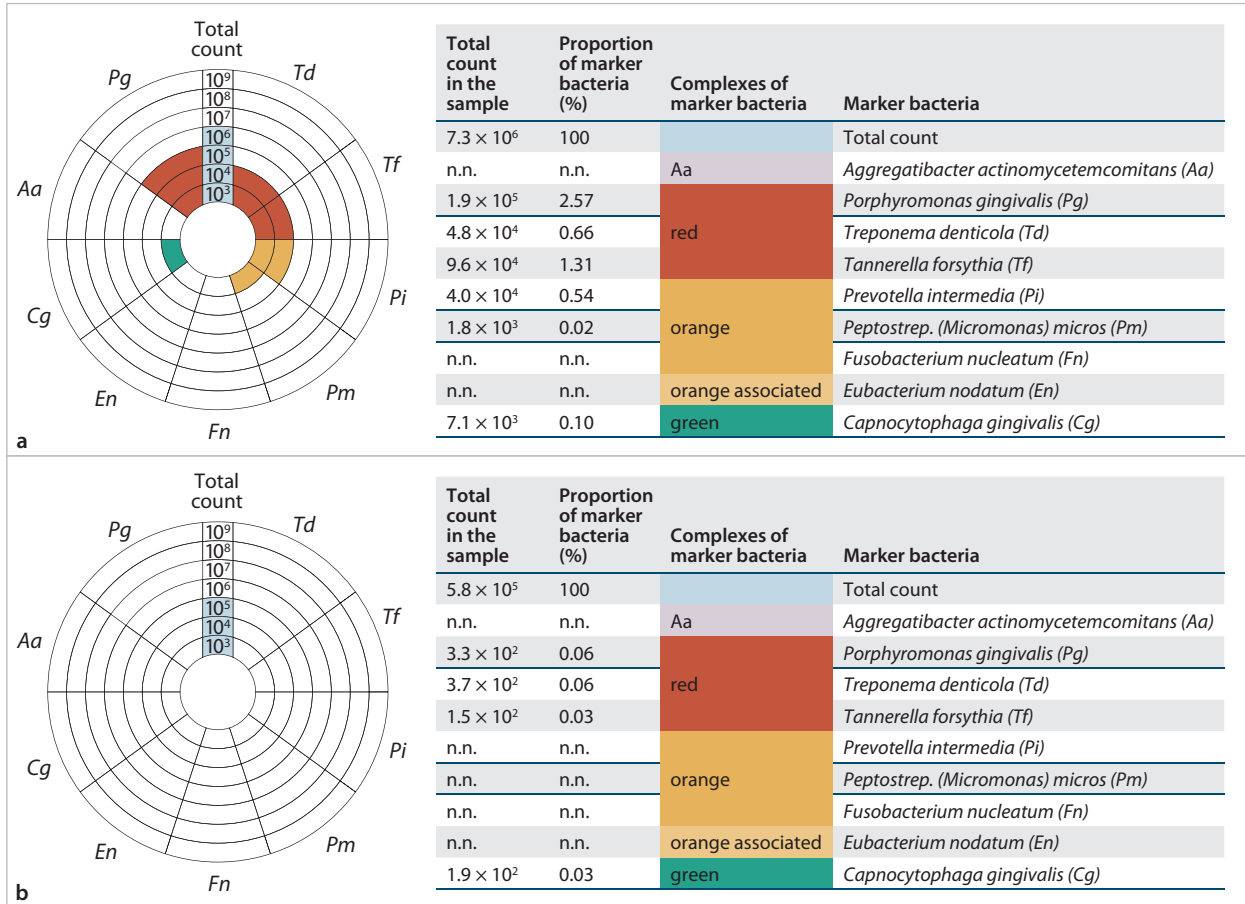 Total
count
Pg
Td
10⁹
10⁸
10⁷
10⁶
10⁵
10⁴
10³
Aa
Tf
Cg
Pi
En
Pm
Fn
a
Total count in the sample | Proportion of marker bacteria (%) | Complexes of marker bacteria | Marker bacteria
7.3 × 10⁶ 100 Total count
n.n. n.n. Aa Aggregatibacter actinomycetemcomitans (Aa)
1.9 × 10⁵ 2.57 Porphyromonas gingivalis (Pg)
4.8 × 10⁴ 0.66 red Treponema denticola (Td)
9.6 × 10⁴ 1.31 Tannerella forsythia (Tf)
4.0 × 10⁴ 0.54 Prevotella intermedia (Pi)
1.8 × 10³ 0.02 orange Peptostrep. (Micromonas) micros (Pm)
n.n. n.n. Fusobacterium nucleatum (Fn)
n.n. n.n. orange associated Eubacterium nodatum (En)
7.1 × 10³ 0.10 green Capnocytophaga gingivalis (Cg)
Total
count
Pg
Td
10⁹
10⁸
10⁷
10⁶
10⁵
10⁴
10³
Aa
Tf
Cg
Pi
En
Pm
Fn
b
Total count in the sample | Proportion of marker bacteria (%) | Complexes of marker bacteria | Marker bacteria
5.8 × 10⁵ 100 Total count
n.n. n.n. Aa Aggregatibacter actinomycetemcomitans (Aa)
3.3 × 10² 0.06 Porphyromonas gingivalis (Pg)
3.7 × 10² 0.06 red Treponema denticola (Td)
1.5 × 10² 0.03 Tannerella forsythia (Tf)
n.n. n.n. Prevotella intermedia (Pi)
n.n. n.n. orange Peptostrep. (Micromonas) micros (Pm)
n.n. n.n. Fusobacterium nucleatum (Fn)
n.n. n.n. orange associated Eubacterium nodatum (En)
1.9 × 10² 0.03 green Capnocytophaga gingivalis (Cg)